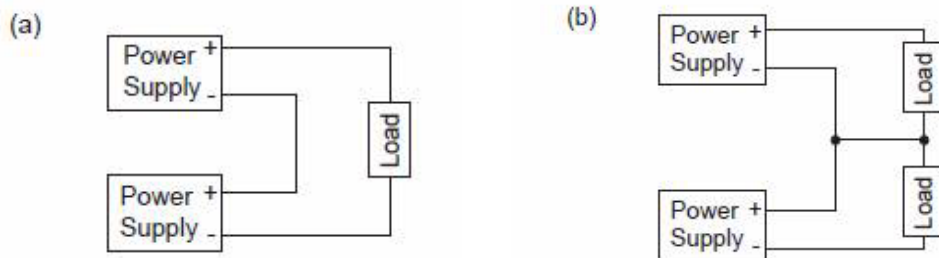 (a)
Power +
Supply -
Power +
Supply -
Load
(b)
Power +
Supply -
Power +
Supply -
Load
Load